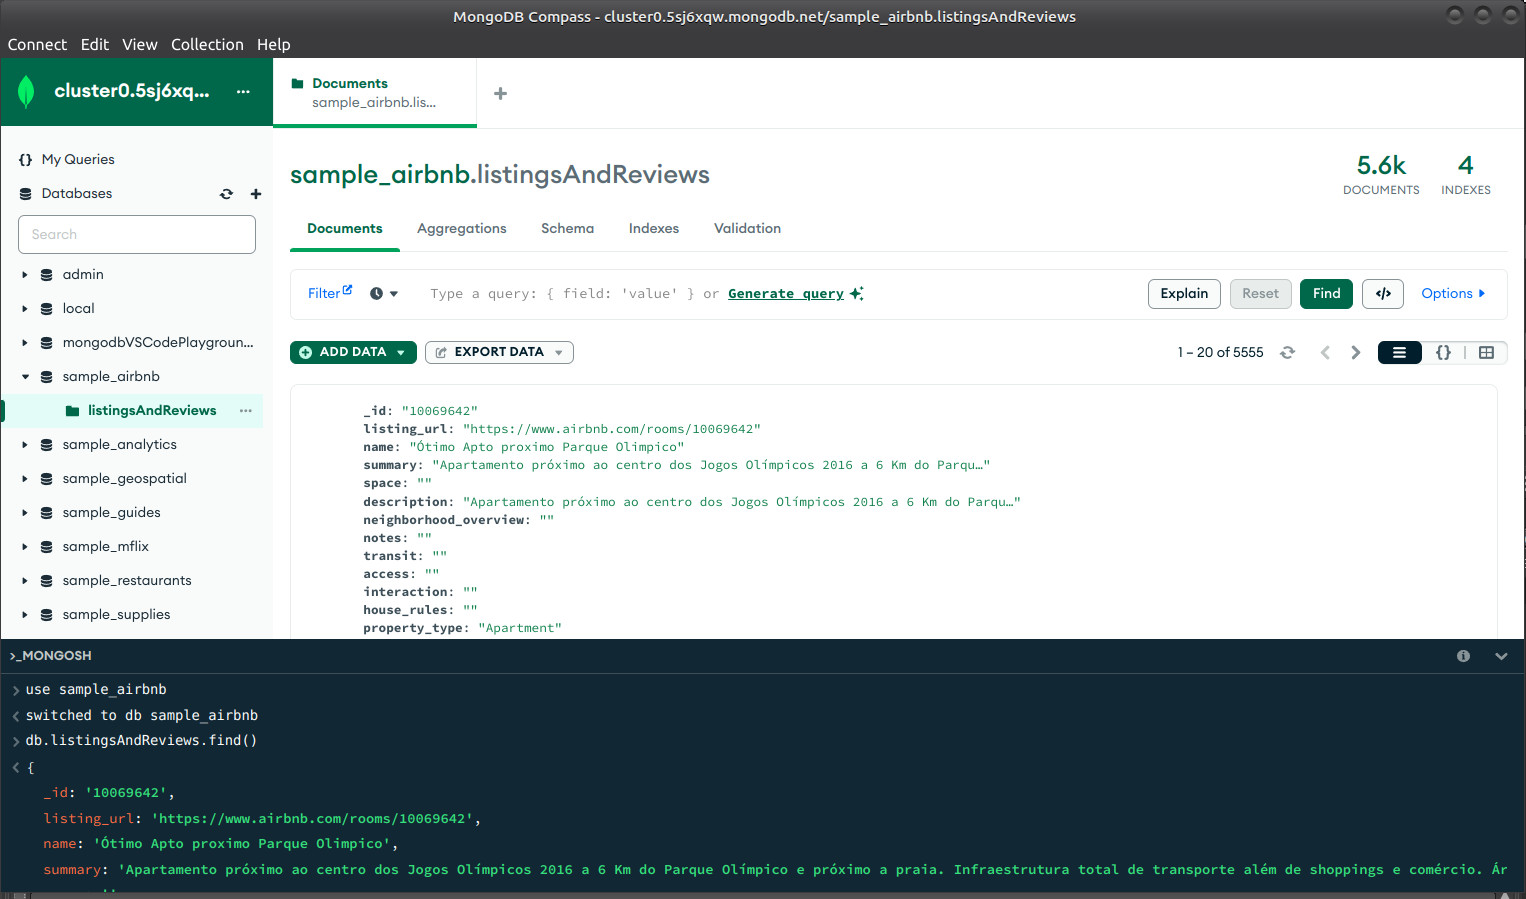 MongoDB Compass - cluster0.5sj6xqw.mongodb.net/sample_airbnb.listingsAndReviews
Connect Edit View Collection Help
cluster0.5sj6xq... ...
Documents
sample_airbnb.lis...
{} My Queries
Databases
Search
admin
local
mongodbVSCodePlaygroun...
sample_airbnb
listingsAndReviews ...
sample_analytics
sample_geospatial
sample_guides
sample_mflix
sample_restaurants
sample_supplies
sample_airbnb.listingsAndReviews
5.6k
DOCUMENTS
4
INDEXES
Documents Aggregations Schema Indexes Validation
Filter Type a query: { field: 'value' } or Generate query Explain Reset Find </> Options
ADD DATA EXPORT DATA 1 – 20 of 5555 {}
_id: "10069642"
listing_url: "https://www.airbnb.com/rooms/10069642"
name: "Ótimo Apto proximo Parque Olimpico"
summary: "Apartamento próximo ao centro dos Jogos Olímpicos 2016 a 6 Km do Parqu…"
space: ""
description: "Apartamento próximo ao centro dos Jogos Olímpicos 2016 a 6 Km do Parqu…"
neighborhood_overview: ""
notes: ""
transit: ""
access: ""
interaction: ""
house_rules: ""
property_type: "Apartment"
>_MONGOSH
> use sample_airbnb
< switched to db sample_airbnb
> db.listingsAndReviews.find()
< {
_id: '10069642',
listing_url: 'https://www.airbnb.com/rooms/10069642',
name: 'Ótimo Apto proximo Parque Olimpico',
summary: 'Apartamento próximo ao centro dos Jogos Olímpicos 2016 a 6 Km do Parque Olímpico e próximo a praia. Infraestrutura total de transporte além de shoppings e comércio. Ár